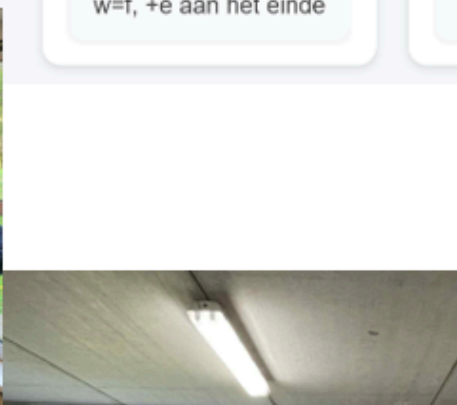 w=f, +e aan het einde